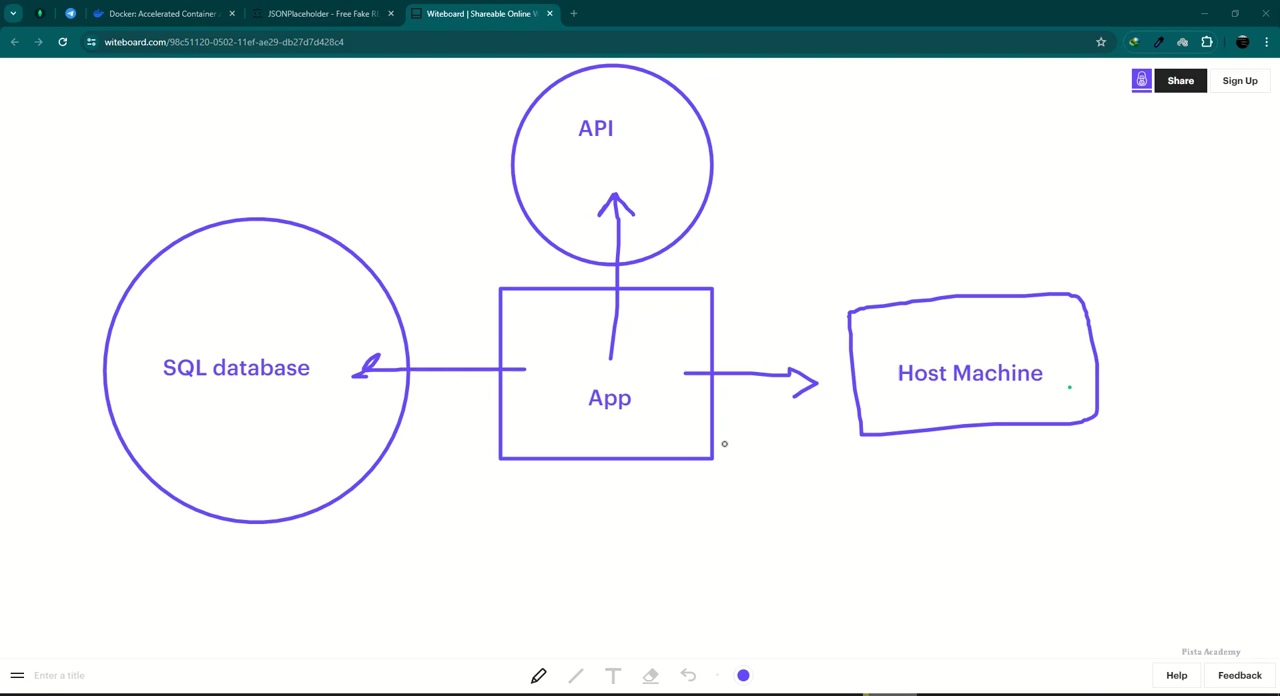 Docker: Accelerated Container
JSONPlaceholder - Free Fake
Witeboard | Shareable Online
witeboard.com/98c51120-0502-11ef-ae29-db27d7d428c4
Share
Sign Up
API
SQL database
App
Host Machine
Pista Academy
Enter a title
T
Help
Feedback